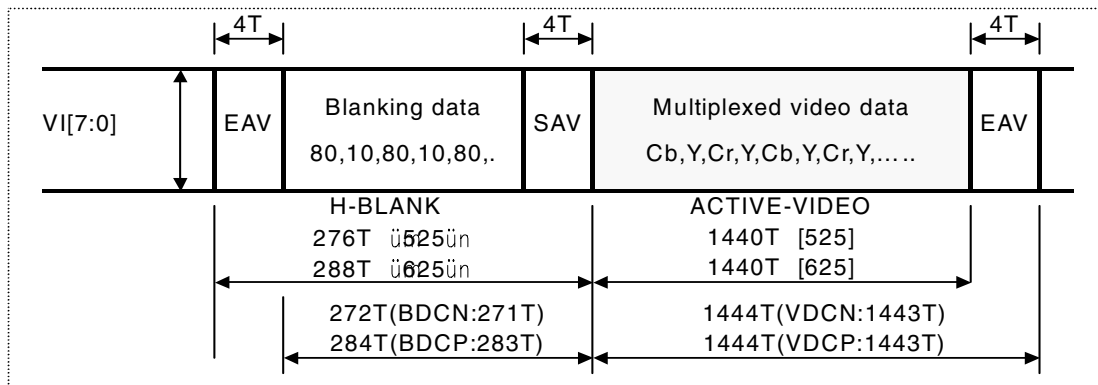 4T 4T 4T
VI[7:0] EAV Blanking data SAV Multiplexed video data EAV
80,10,80,10,80,. Cb,Y,Cr,Y,Cb,Y,Cr,Y,.....
H-BLANK ACTIVE-VIDEO
276T 1440T [525]
288T 1440T [625]
272T(BDCN:271T) 1444T(VDCN:1443T)
284T(BDCP:283T) 1444T(VDCP:1443T)